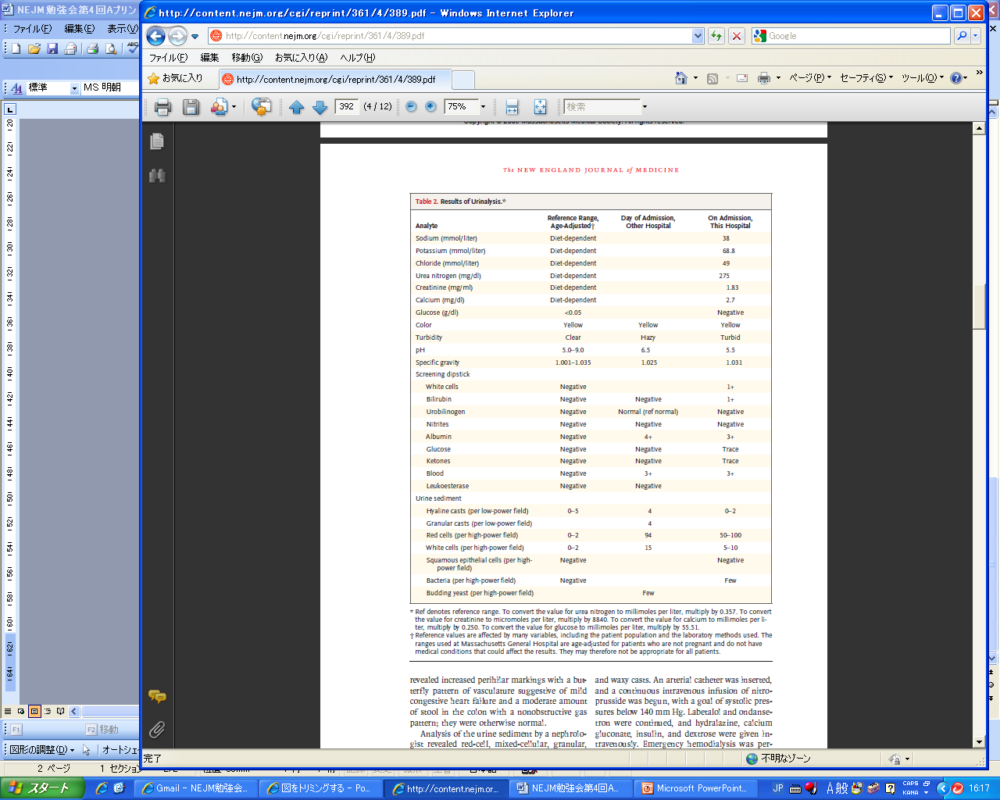 NEJM勉強会第4回Aプリン
http://content.nejm.org/cgi/reprint/361/4/389.pdf - Windows Internet Explorer
ファイル(F) 編集(E) 表示(V)
http://content.nejm.org/cgi/reprint/361/4/389.pdf
Google
ファイル(F) 編集 移動(G) お気に入り(A) ヘルプ(H)
お気に入り http://content.nejm.org/cgi/reprint/361/4/389.pdf
ページ(P) セーフティ(S) ツール(O)
標準 MS 明朝
392 (4 / 12) 75% 検索
Copyright © 2009 Massachusetts Medical Society. All rights reserved.
The NEW ENGLAND JOURNAL of MEDICINE
Table 2. Results of Urinalysis.*
Analyte Reference Range, Age-Adjusted† Day of Admission, Other Hospital On Admission, This Hospital
Sodium (mmol/liter) Diet-dependent 38
Potassium (mmol/liter) Diet-dependent 68.8
Chloride (mmol/liter) Diet-dependent 49
Urea nitrogen (mg/dl) Diet-dependent 275
Creatinine (mg/ml) Diet-dependent 1.83
Calcium (mg/dl) Diet-dependent 2.7
Glucose (g/dl) <0.05 Negative
Color Yellow Yellow Yellow
Turbidity Clear Hazy Turbid
pH 5.0–9.0 6.5 5.5
Specific gravity 1.001–1.035 1.025 1.031
Screening dipstick
White cells Negative 1+
Bilirubin Negative Negative 1+
Urobilinogen Negative Normal (ref normal) Negative
Nitrites Negative Negative Negative
Albumin Negative 4+ 3+
Glucose Negative Negative Trace
Ketones Negative Negative Trace
Blood Negative 3+ 3+
Leukoesterase Negative Negative
Urine sediment
Hyaline casts (per low-power field) 0–5 4 0–2
Granular casts (per low-power field) 4
Red cells (per high-power field) 0–2 94 50–100
White cells (per high-power field) 0–2 15 5–10
Squamous epithelial cells (per high-power field) Negative Negative
Bacteria (per high-power field) Negative Few
Budding yeast (per high-power field) Few
* Ref denotes reference range. To convert the value for urea nitrogen to millimoles per liter, multiply by 0.357. To convert
the value for creatinine to micromoles per liter, multiply by 8840. To convert the value for calcium to millimoles per li-
ter, multiply by 0.250. To convert the value for glucose to millimoles per liter, multiply by 55.51.
† Reference values are affected by many variables, including the patient population and the laboratory methods used. The
ranges used at Massachusetts General Hospital are age-adjusted for patients who are not pregnant and do not have
medical conditions that could affect the results. They may therefore not be appropriate for all patients.
revealed increased perihilar markings with a but-
terfly pattern of vasculature suggestive of mild
congestive heart failure and a moderate amount
of stool in the colon with a nonobstructive gas
pattern; they were otherwise normal.
Analysis of the urine sediment by a nephrolo-
gist revealed red-cell, mixed-cellular, granular,
and waxy casts. An arterial catheter was inserted,
and a continuous intravenous infusion of nitro-
prusside was begun, with a goal of systolic pres-
sures below 140 mm Hg. Labetalol and ondanse-
tron were continued, and hydralazine, calcium
gluconate, insulin, and dextrose were given in-
travenously. Emergency hemodialysis was per-
F1 F2 移動
図形の調整(D) オートシェ
完了 不明なゾーン
2 ページ 1 セクション
スタート Gmail - NEJM勉強会... 図をトリミングする - Po... http://content.nejm.or... NEJM勉強会第4回A... Microsoft PowerPoint...
JP A 般 CAPS KANA 16:17